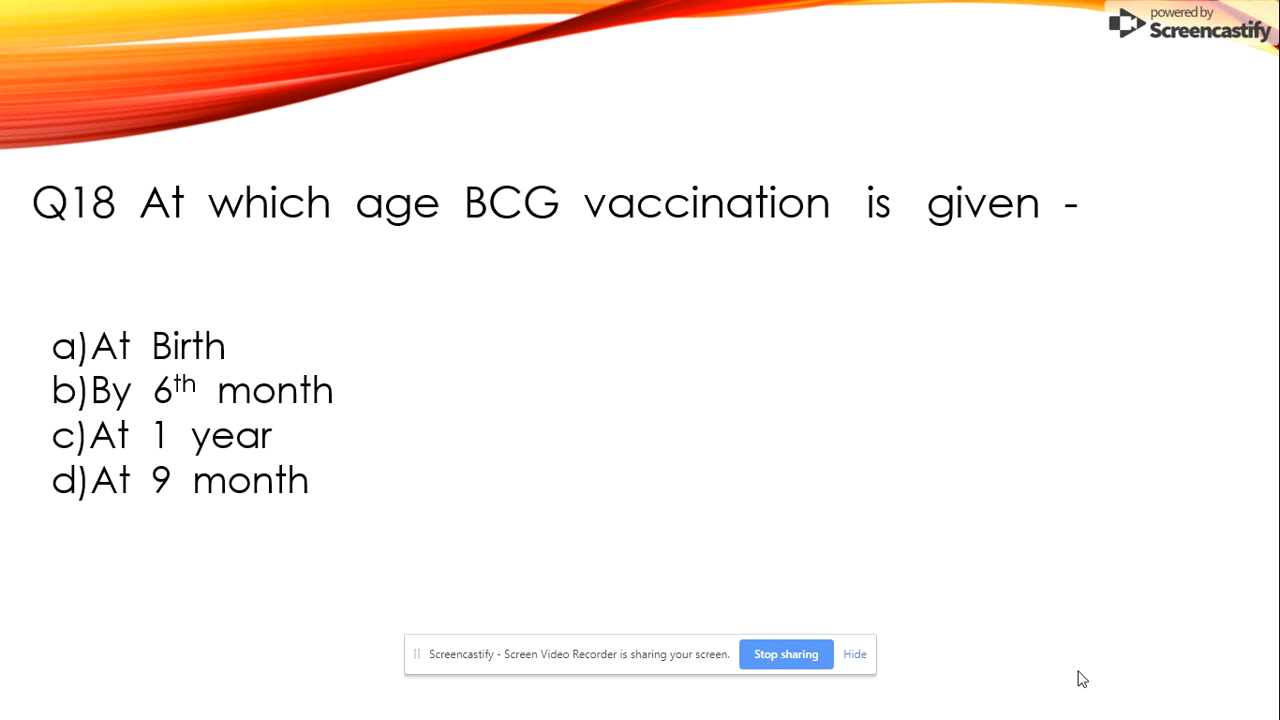 powered by
Screencastify
Q18 At which age BCG vaccination is given -
a)At Birth
b)By 6th month
c)At 1 year
d)At 9 month
Screencastify - Screen Video Recorder is sharing your screen. Stop sharing Hide